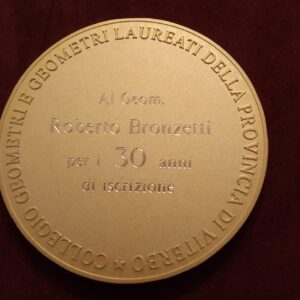 COLLEGIO GEOMETRI E GEOMETRI LAUREATI DELLA PROVINCIA DI VITERBO ★
Al Geom.
Roberto Bronzetti
per i 30 anni
di iscrizione